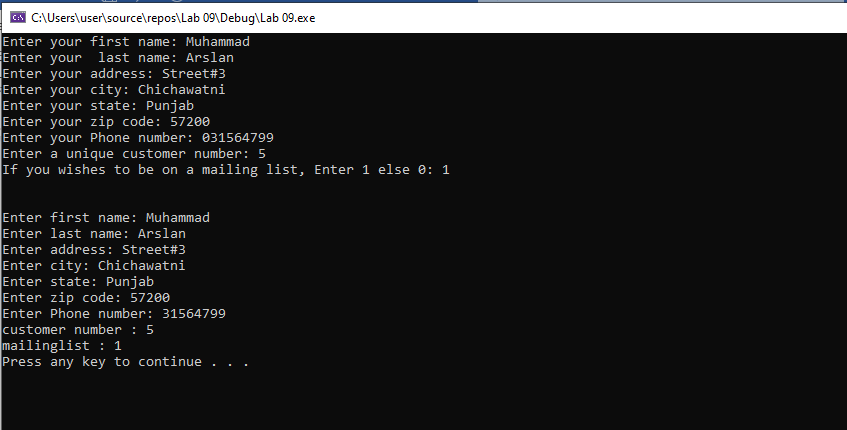 C:\Users\user\source\repos\Lab 09\Debug\Lab 09.exe
Enter your first name: Muhammad
Enter your  last name: Arslan
Enter your address: Street#3
Enter your city: Chichawatni
Enter your state: Punjab
Enter your zip code: 57200
Enter your Phone number: 031564799
Enter a unique customer number: 5
If you wishes to be on a mailing list, Enter 1 else 0: 1
Enter first name: Muhammad
Enter last name: Arslan
Enter address: Street#3
Enter city: Chichawatni
Enter state: Punjab
Enter zip code: 57200
Enter Phone number: 31564799
customer number : 5
mailinglist : 1
Press any key to continue . . .